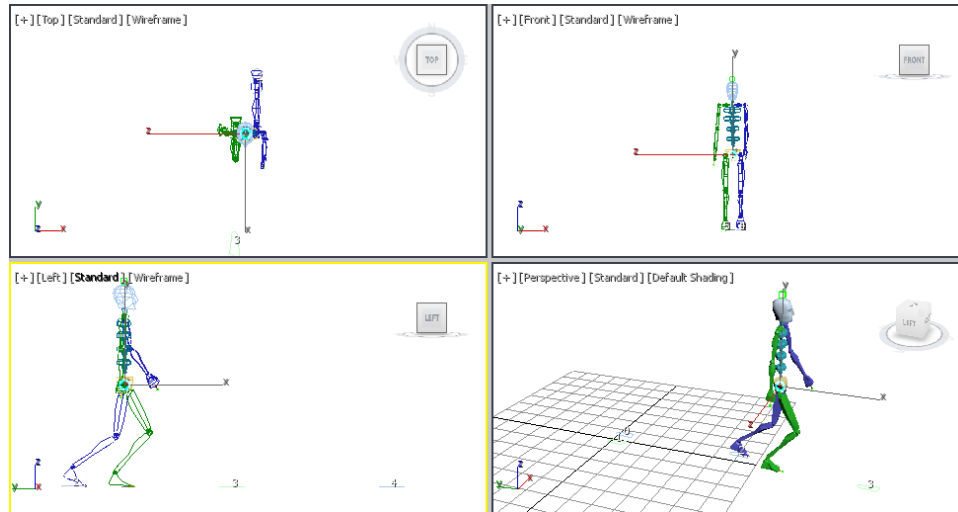 [+] [Top] [Standard] [Wireframe]
TOP
z
x
y
z
x
3
[+] [Front] [Standard] [Wireframe]
FRONT
y
z
z
y
x
[+] [Left] [Standard] [Wireframe]
LEFT
y
x
z
y
x
3
4
[+] [Perspective] [Standard] [Default Shading]
LEFT
y
x
z
z
y
x
3